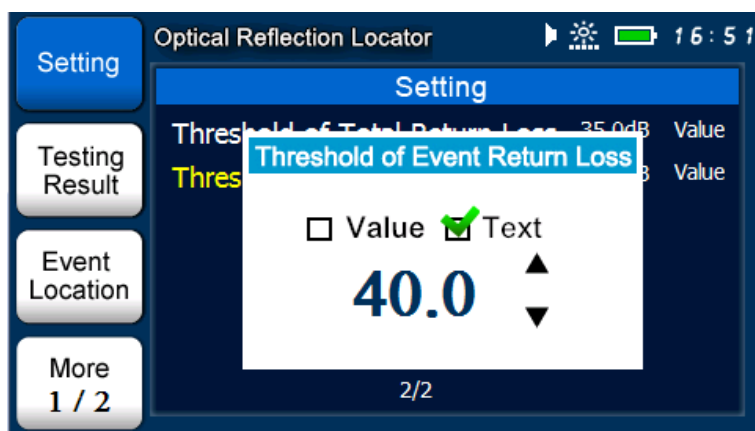 Setting
Optical Reflection Locator
16:51
Setting
Threshold of Total Return Loss 35.0dB Value
Thres B Value
Threshold of Event Return Loss
Value Text
40.0
Testing
Result
Event
Location
More
1 / 2
2/2